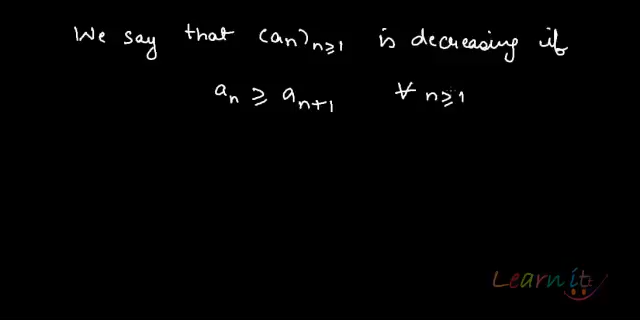 We say that (an)n≥1 is decreasing if
an ≥ an+1 ∀ n≥1
Learnit